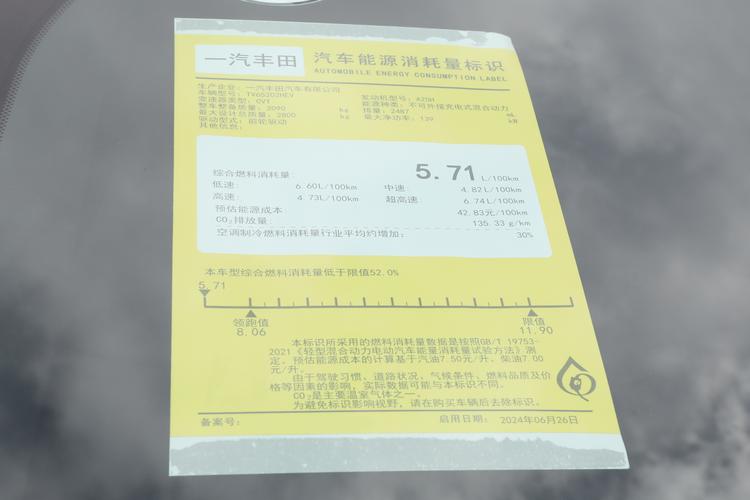 一汽丰田 汽车能源消耗量标识
AUTOMOBILE ENERGY CONSUMPTION LABEL
生产企业: 一汽丰田汽车有限公司
车辆型号: TV6520JHEV 发动机型号: A25H
变速器类型: CVT 能源种类: 不可外接充电式混合动力
整车整备质量: 2090 kg 排量: 2487 mL
最大设计总质量: 2800 kg 最大净功率: 139 kW
驱动型式: 前轮驱动
其他信息:
综合燃料消耗量: 5.71 L/100km
低速: 6.60L/100km 中速: 4.82L/100km
高速: 4.73L/100km 超高速: 6.74L/100km
预估能源成本: 42.83元/100km
CO₂排放量: 135.33 g/km
空调制冷燃料消耗量行业平均约增加: 30%
本车型综合燃料消耗量低于限值52.0%
5.71
领跑值 限值
8.06 11.90
本标识所采用的燃料消耗量数据是按照GB/T 19753-
2021《轻型混合动力电动汽车能量消耗量试验方法》测
定。预估能源成本的计算基于汽油7.50元/升,柴油7.00
元/升。
由于驾驶习惯、道路状况、气候条件、燃料品质及价
格等因素的影响,实际数据可能与本标识不同。
CO₂是主要温室气体之一。
为避免标识影响视野,请在购买车辆后去除标识。
备案号: 启用日期: 2024年06月26日